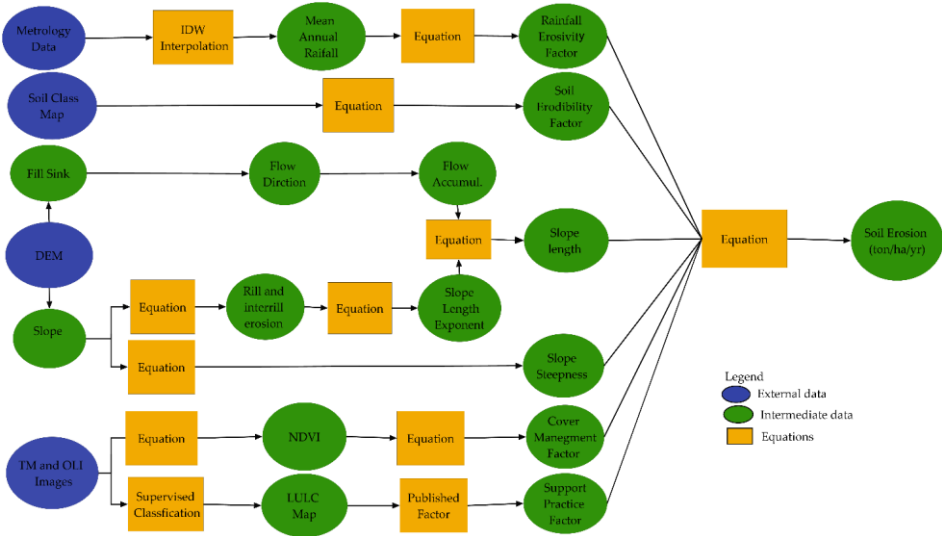 Metrology
Data
IDW
Interpolation
Mean
Annual
Raifall
Equation
Rainfall
Erosivity
Factor
Soil Class
Map
Equation
Soil
Erodibility
Factor
Fill Sink
Flow
Dirction
Flow
Accumul.
DEM
Equation
Slope
length
Equation
Soil Erosion
(ton/ha/yr)
Slope
Equation
Rill and
interrill
erosion
Equation
Slope
Length
Exponent
Equation
Slope
Steepness
Legend
External data
Intermediate data
Equations
TM and OLI
Images
Equation
NDVI
Equation
Cover
Manegment
Factor
Supervised
Classfication
LULC
Map
Published
Factor
Support
Practice
Factor